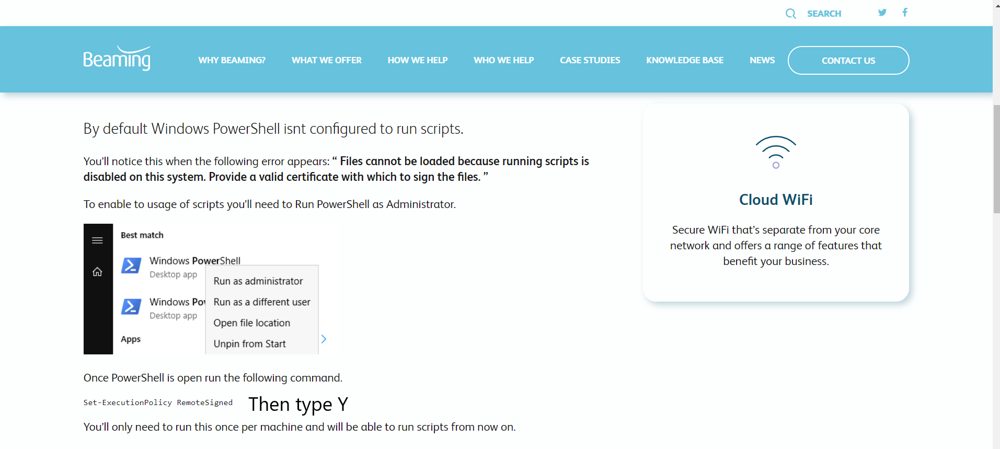 SEARCH
Beaming
WHY BEAMING?
WHAT WE OFFER
HOW WE HELP
WHO WE HELP
CASE STUDIES
KNOWLEDGE BASE
NEWS
CONTACT US
By default Windows PowerShell isnt configured to run scripts.
You’ll notice this when the following error appears: “ Files cannot be loaded because running scripts is
disabled on this system. Provide a valid certificate with which to sign the files. ”
To enable to usage of scripts you’ll need to Run PowerShell as Administrator.
Best match
Windows PowerShell
Desktop app
Run as administrator
Windows Pow
Run as a different user
Desktop app
Open file location
Apps
Unpin from Start
Once PowerShell is open run the following command.
Set-ExecutionPolicy RemoteSigned
Then type Y
You’ll only need to run this once per machine and will be able to run scripts from now on.
Cloud WiFi
Secure WiFi that’s separate from your core
network and offers a range of features that
benefit your business.